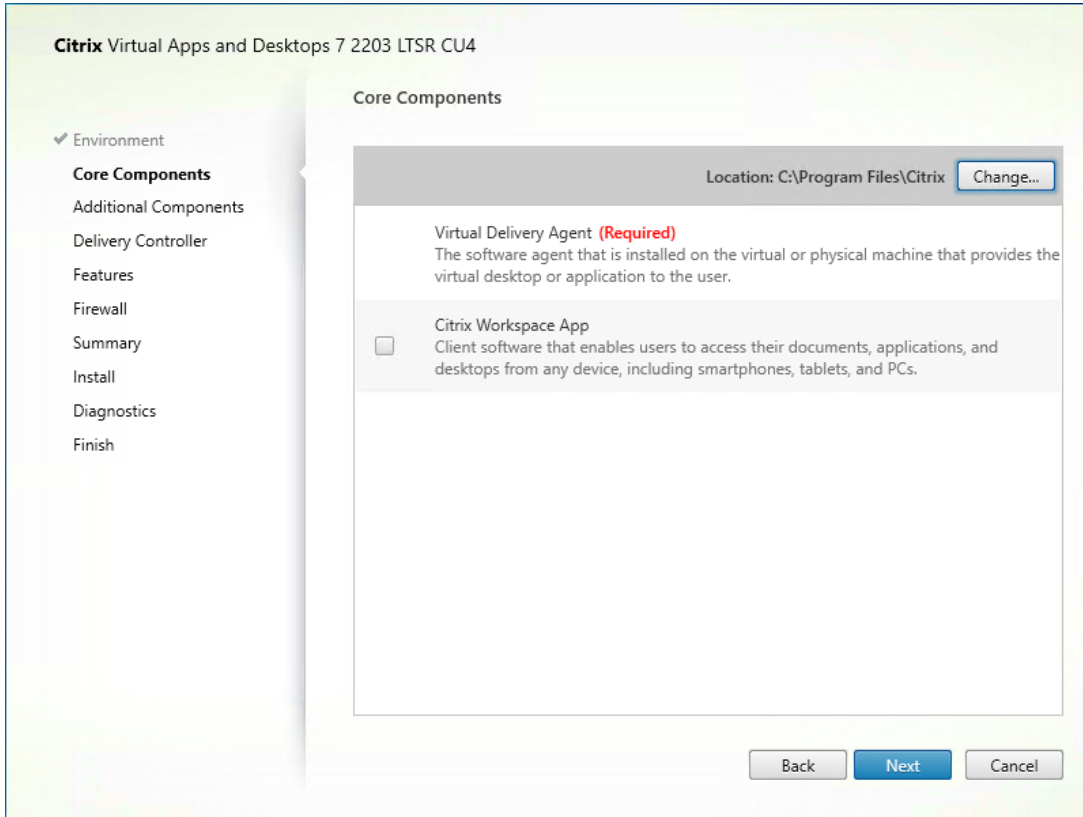 Citrix Virtual Apps and Desktops 7 2203 LTSR CU4
Core Components
Environment
Core Components
Additional Components
Delivery Controller
Features
Firewall
Summary
Install
Diagnostics
Finish
Location: C:\Program Files\Citrix
Change...
Virtual Delivery Agent (Required)
The software agent that is installed on the virtual or physical machine that provides the
virtual desktop or application to the user.
Citrix Workspace App
Client software that enables users to access their documents, applications, and
desktops from any device, including smartphones, tablets, and PCs.
Back
Next
Cancel